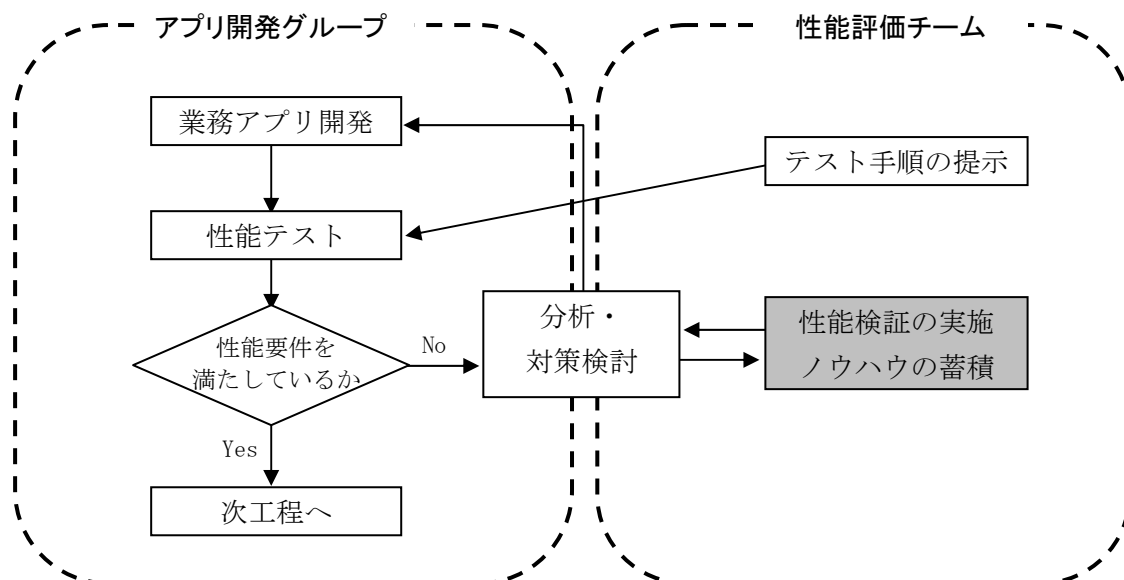 アプリ開発グループ
性能評価チーム
業務アプリ開発
テスト手順の提示
性能テスト
分析・
対策検討
性能検証の実施
ノウハウの蓄積
性能要件を
満たしているか
No
Yes
次工程へ